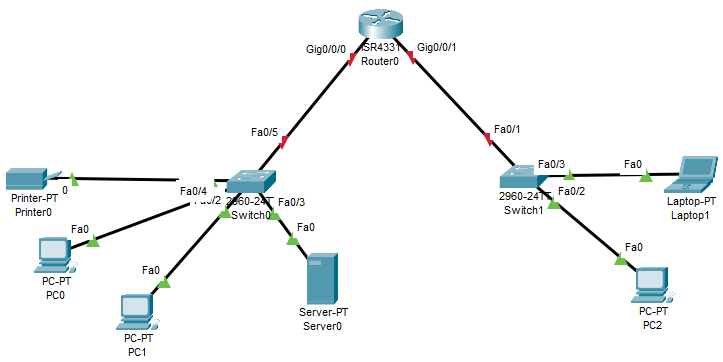 ISR4331
Router0
Gig0/0/0
Gig0/0/1
Fa0/5
Fa0/1
Printer-PT
Printer0
0
Fa0/4
2960-24TT
Switch0
Fa0/3
Fa0
Fa0/3
Fa0
2960-24TT
Switch1
Fa0/2
Laptop-PT
Laptop1
Fa0
PC-PT
PC0
Fa0
PC-PT
PC1
Fa0
Server-PT
Server0
Fa0
PC-PT
PC2